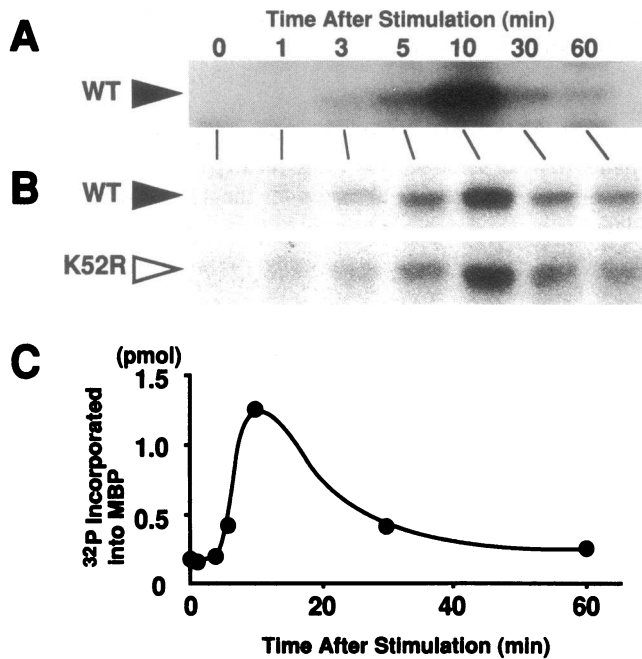 A
Time After Stimulation (min)
0 1 3 5 10 30 60
WT
B
WT
K52R
C
(pmol)
1.5
1.0
0.5
0
³²P Incorporated
into MBP
0 20 40 60
Time After Stimulation (min)